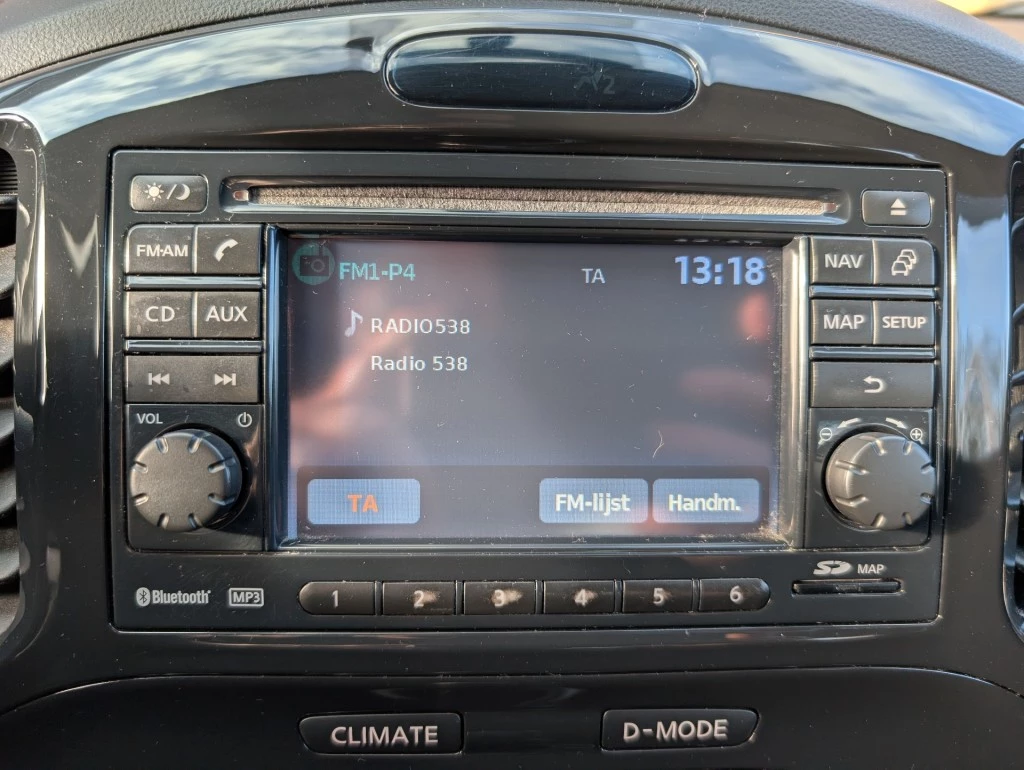 FM·AM
CD AUX
VOL
FM1-P4 TA 13:18
RADIO538
Radio 538
TA FM-lijst Handm.
NAV
MAP SETUP
Bluetooth® MP3
1 2 3 4 5 6
SD MAP
CLIMATE D-MODE